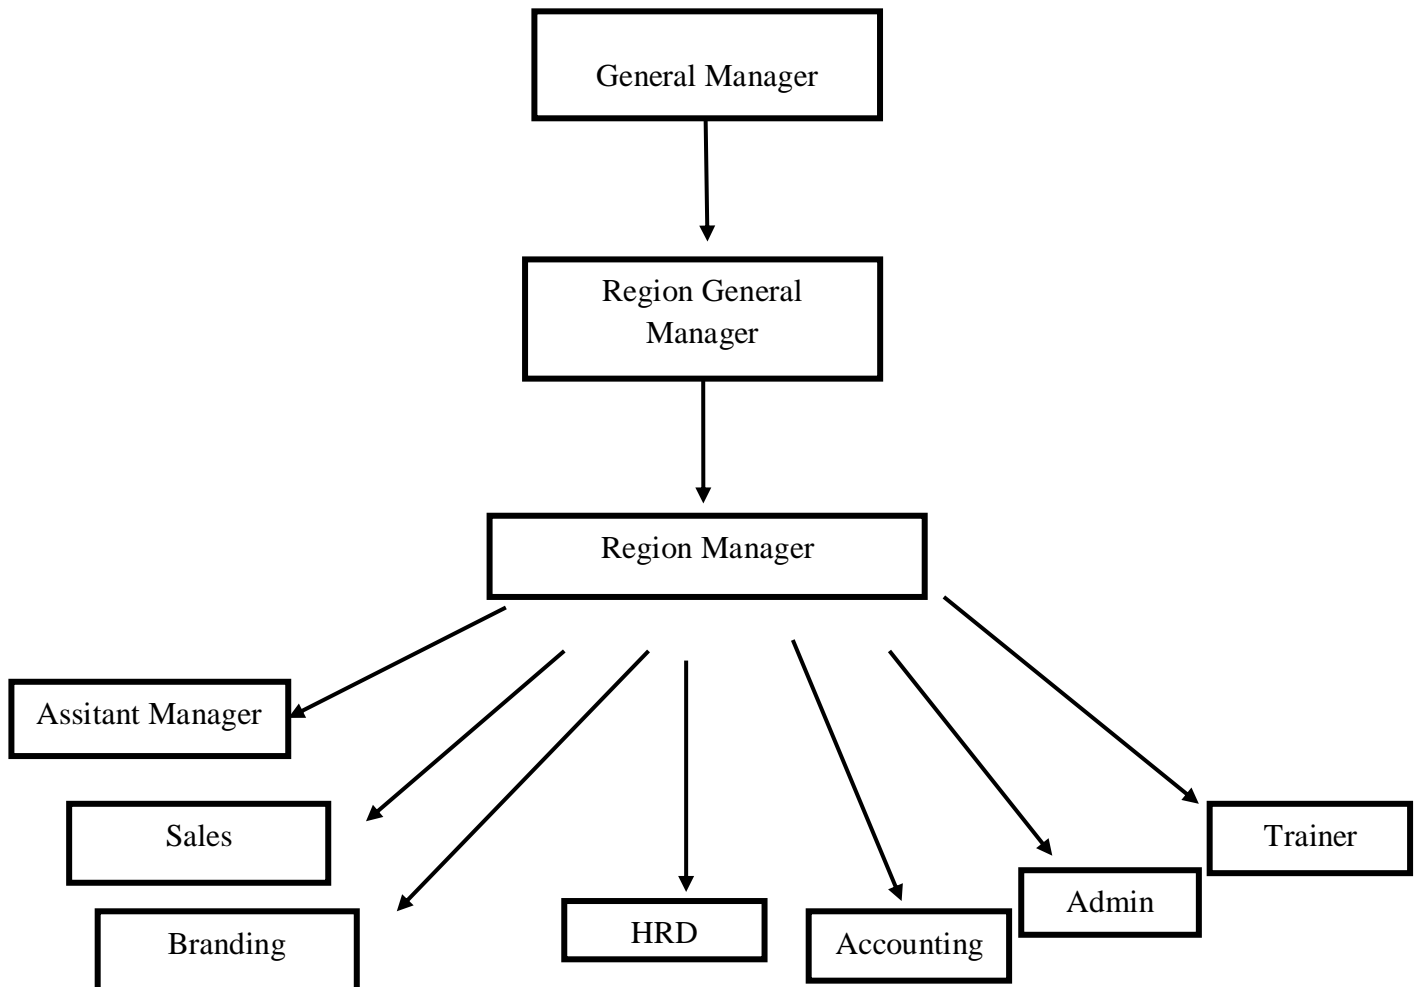 General Manager
Region General
Manager
Region Manager
Assitant Manager
Sales
Branding
HRD
Accounting
Admin
Trainer